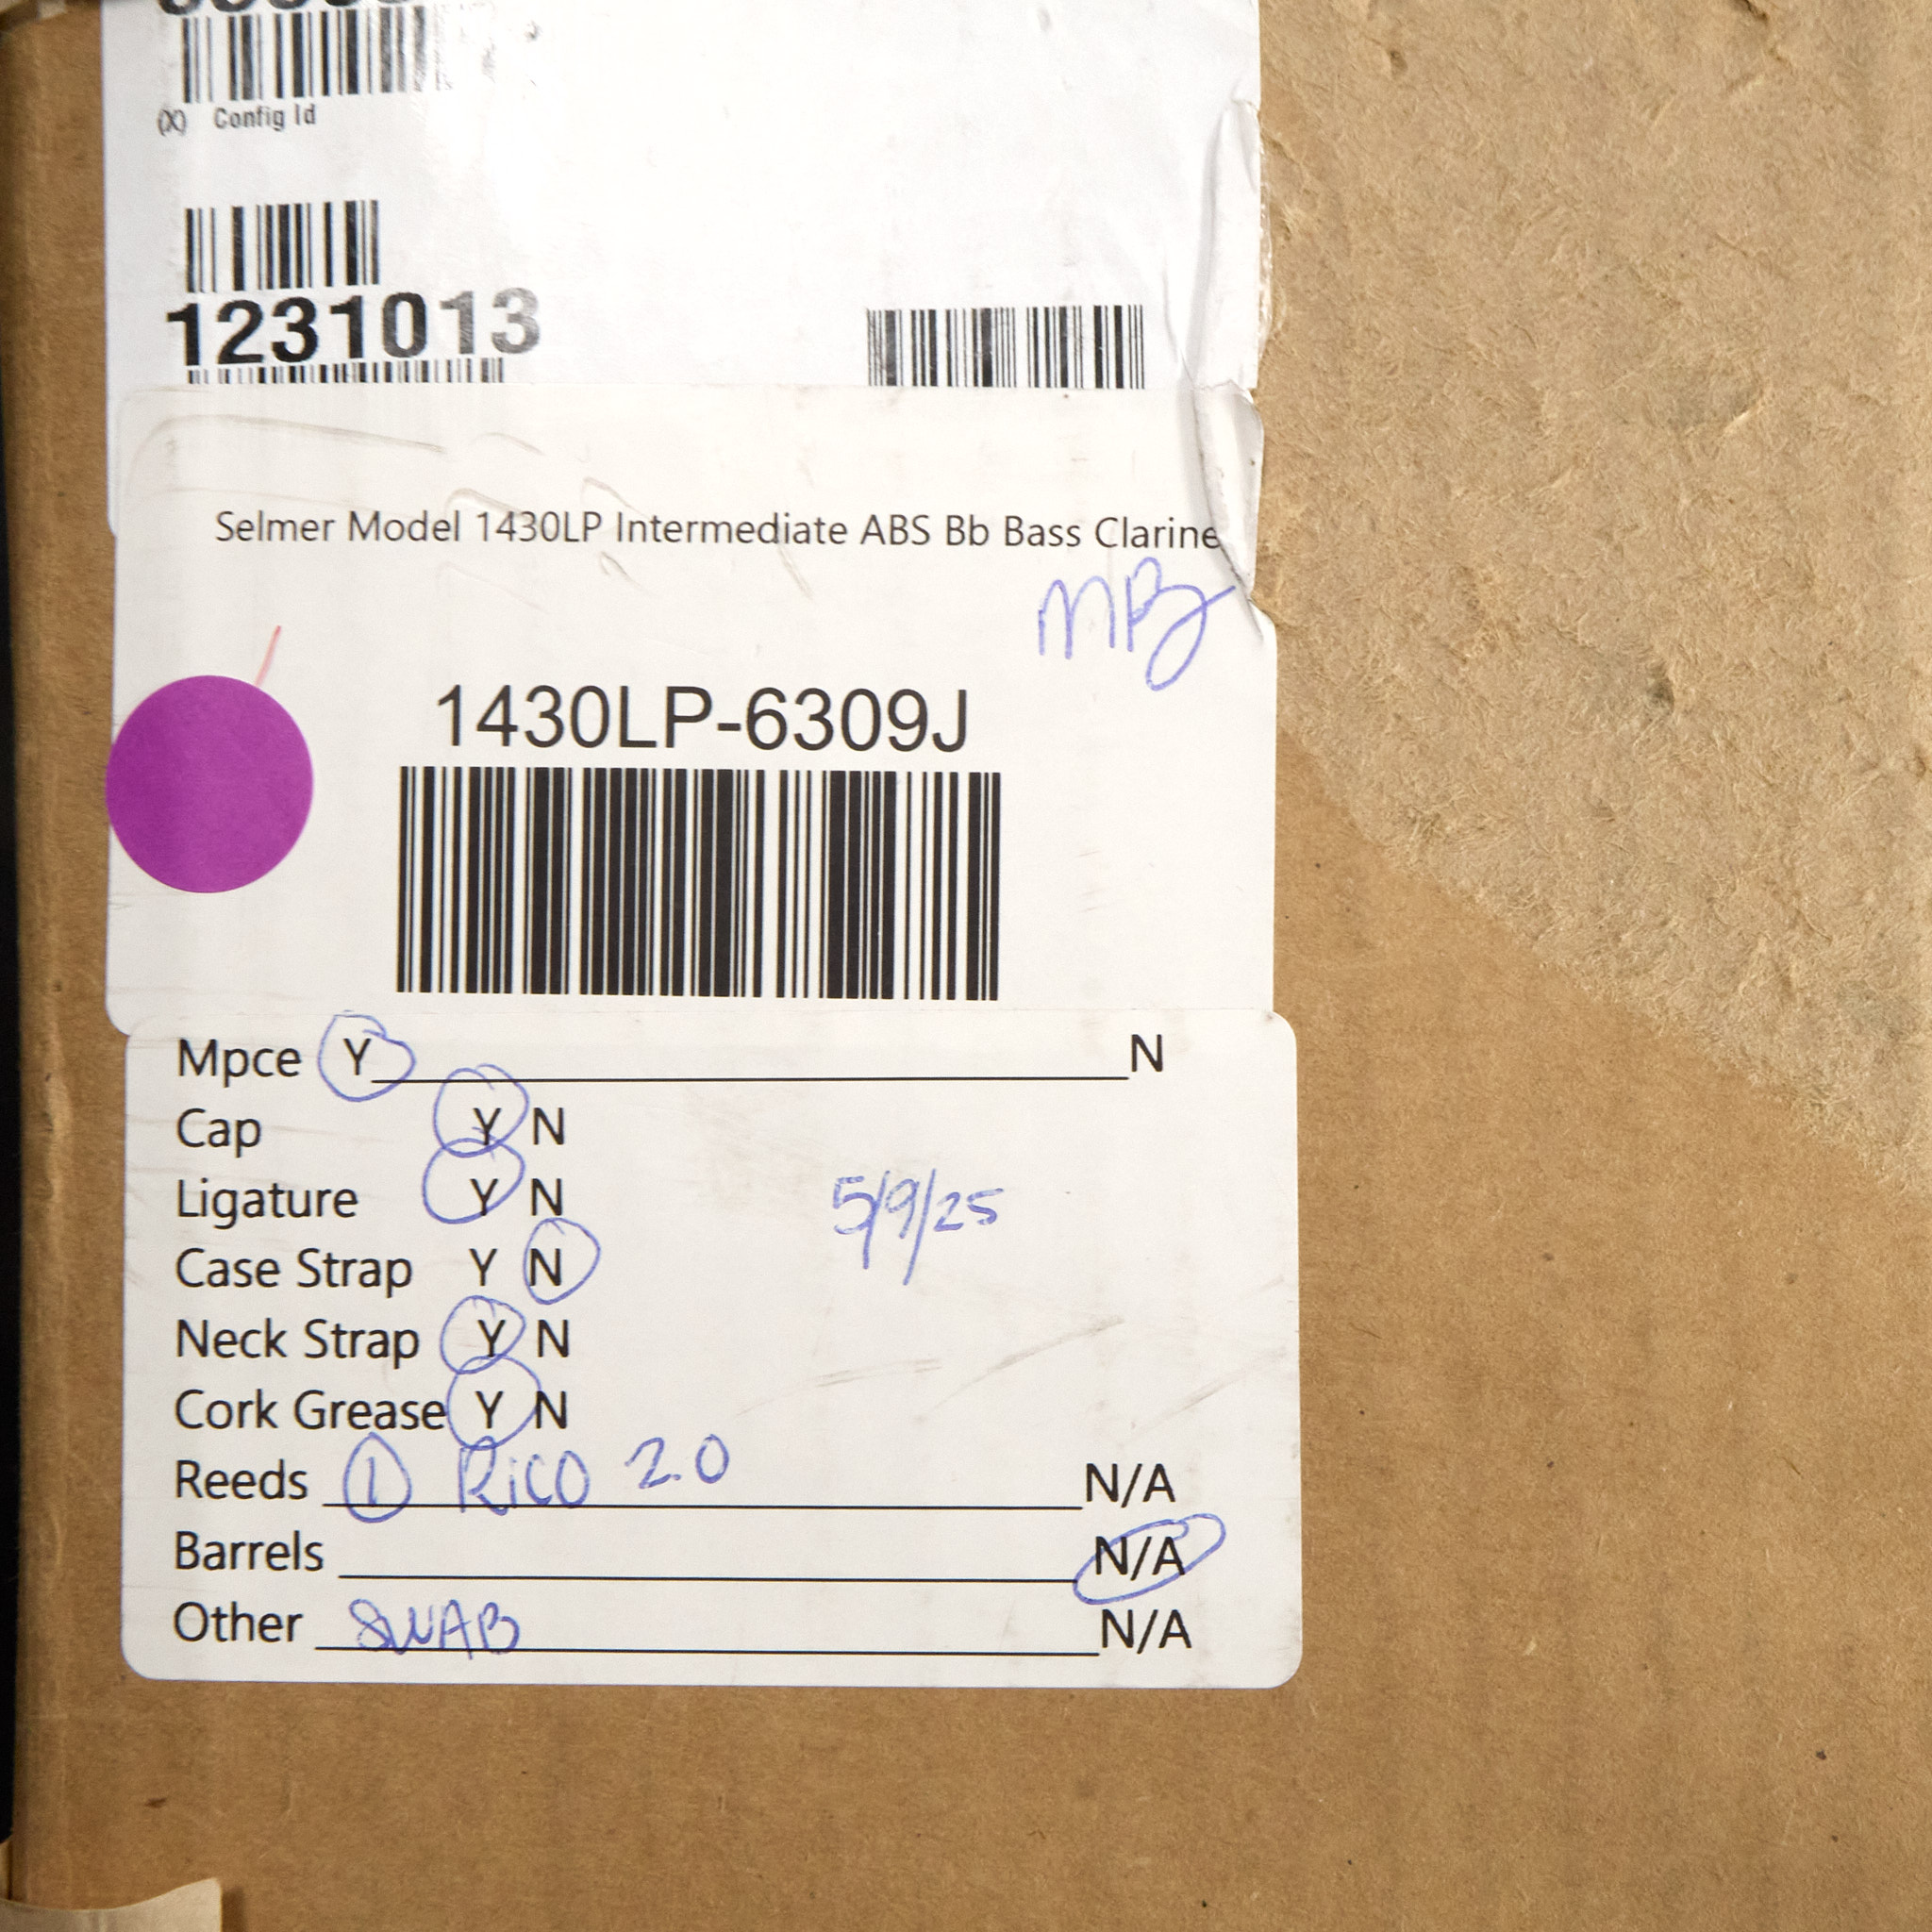 (X) Config Id
1231013
Selmer Model 1430LP Intermediate ABS Bb Bass Clarine
MB
1430LP-6309J
Mpce Y N
Cap Y N
Ligature Y N
5/9/25
Case Strap Y N
Neck Strap Y N
Cork Grease Y N
Reeds 1 RiCO 2.0 N/A
Barrels N/A
Other SWAB N/A